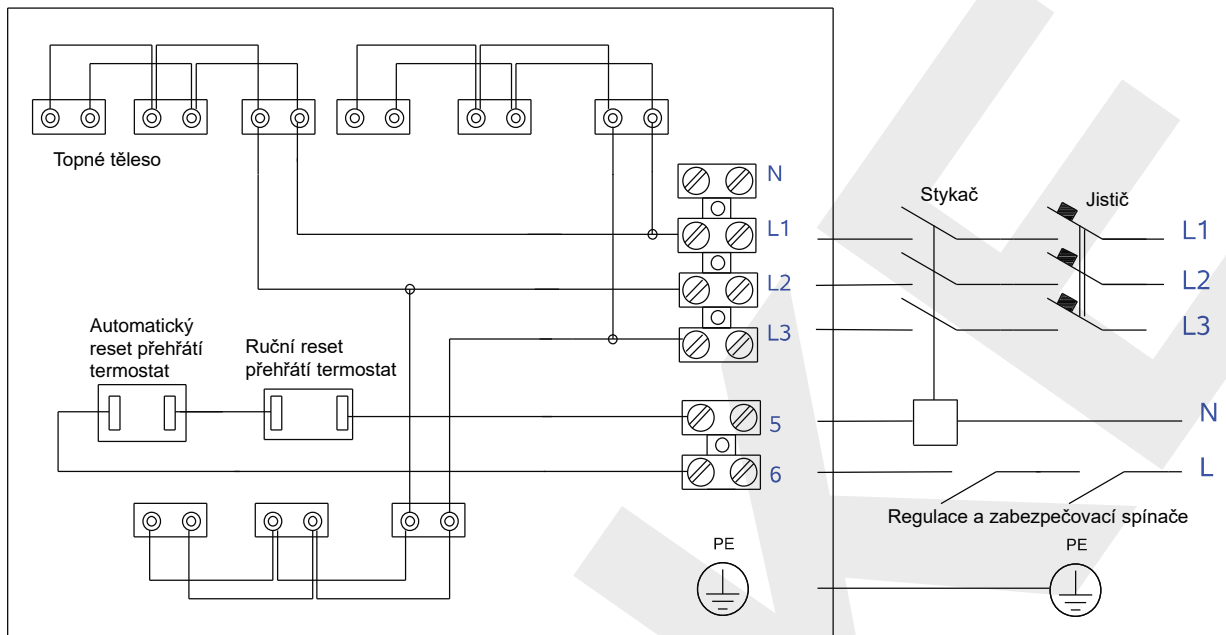 Topné těleso
N
L1
L2
L3
Stykač
Jistič
L1
L2
L3
Automatický
reset přehřátí
termostat
Ruční reset
přehřátí termostat
5
6
N
L
Regulace a zabezpečovací spínače
PE
PE